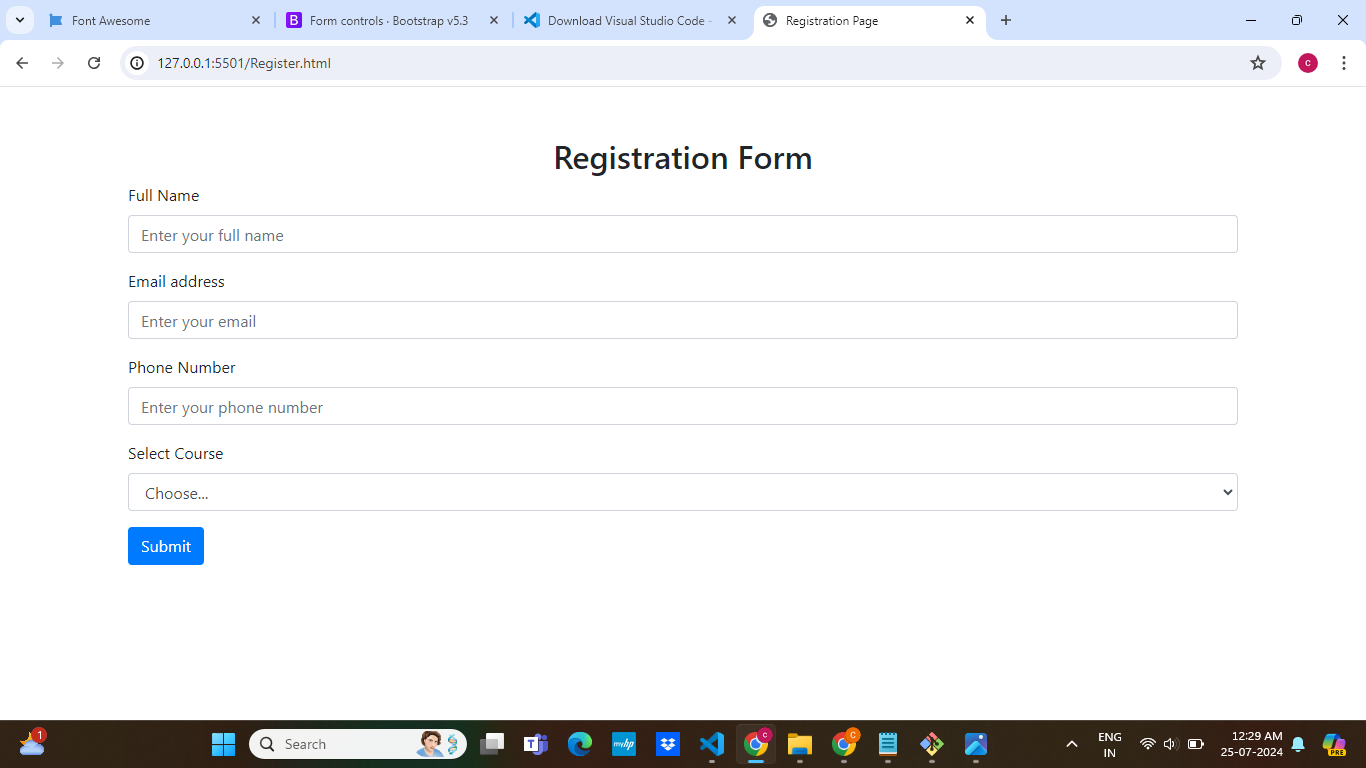 Font Awesome
B Form controls · Bootstrap v5.3
Download Visual Studio Code -
Registration Page
127.0.0.1:5501/Register.html
c
Registration Form
Full Name
Enter your full name
Email address
Enter your email
Phone Number
Enter your phone number
Select Course
Choose...
Submit
1
Search
T
myhp
c
C
ENG
IN
12:29 AM
25-07-2024
PRE